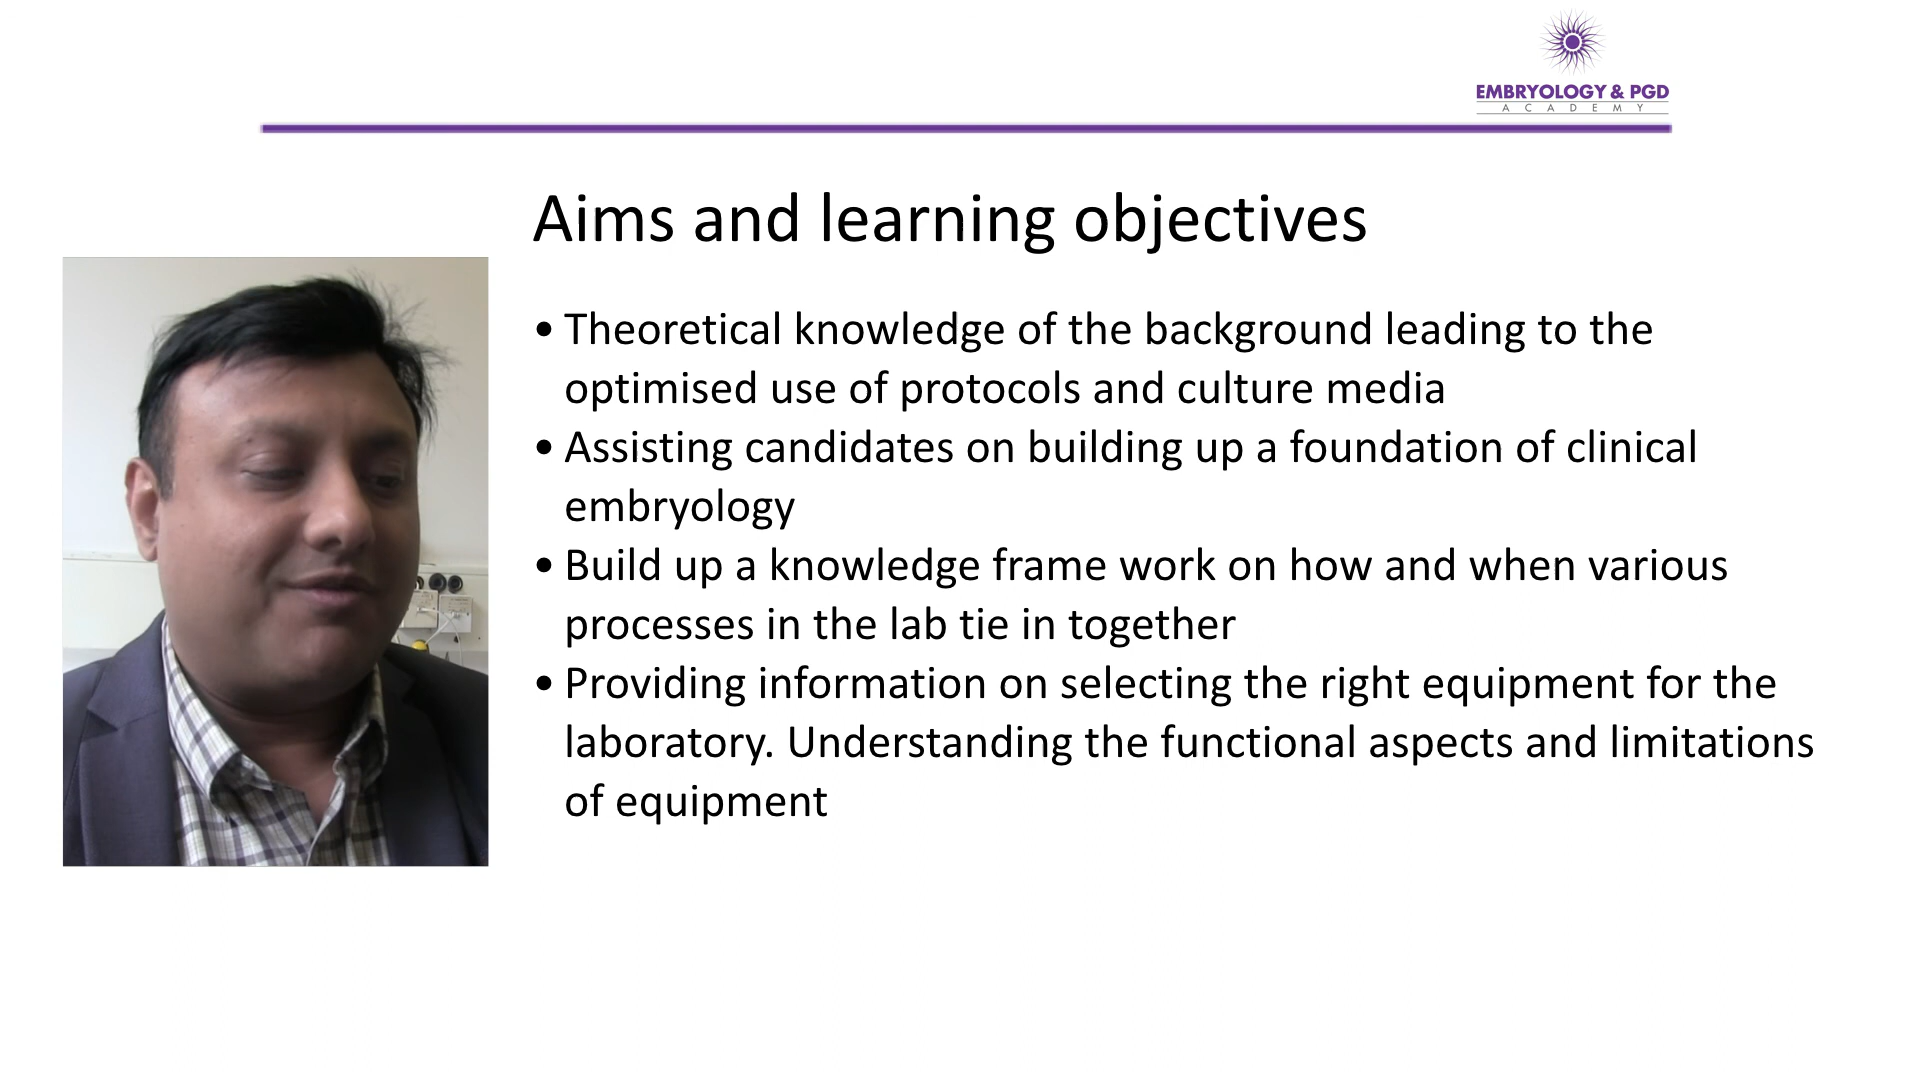 EMBRYOLOGY & PGD
ACADEMY
Aims and learning objectives
• Theoretical knowledge of the background leading to the
optimised use of protocols and culture media
• Assisting candidates on building up a foundation of clinical
embryology
• Build up a knowledge frame work on how and when various
processes in the lab tie in together
• Providing information on selecting the right equipment for the
laboratory. Understanding the functional aspects and limitations
of equipment